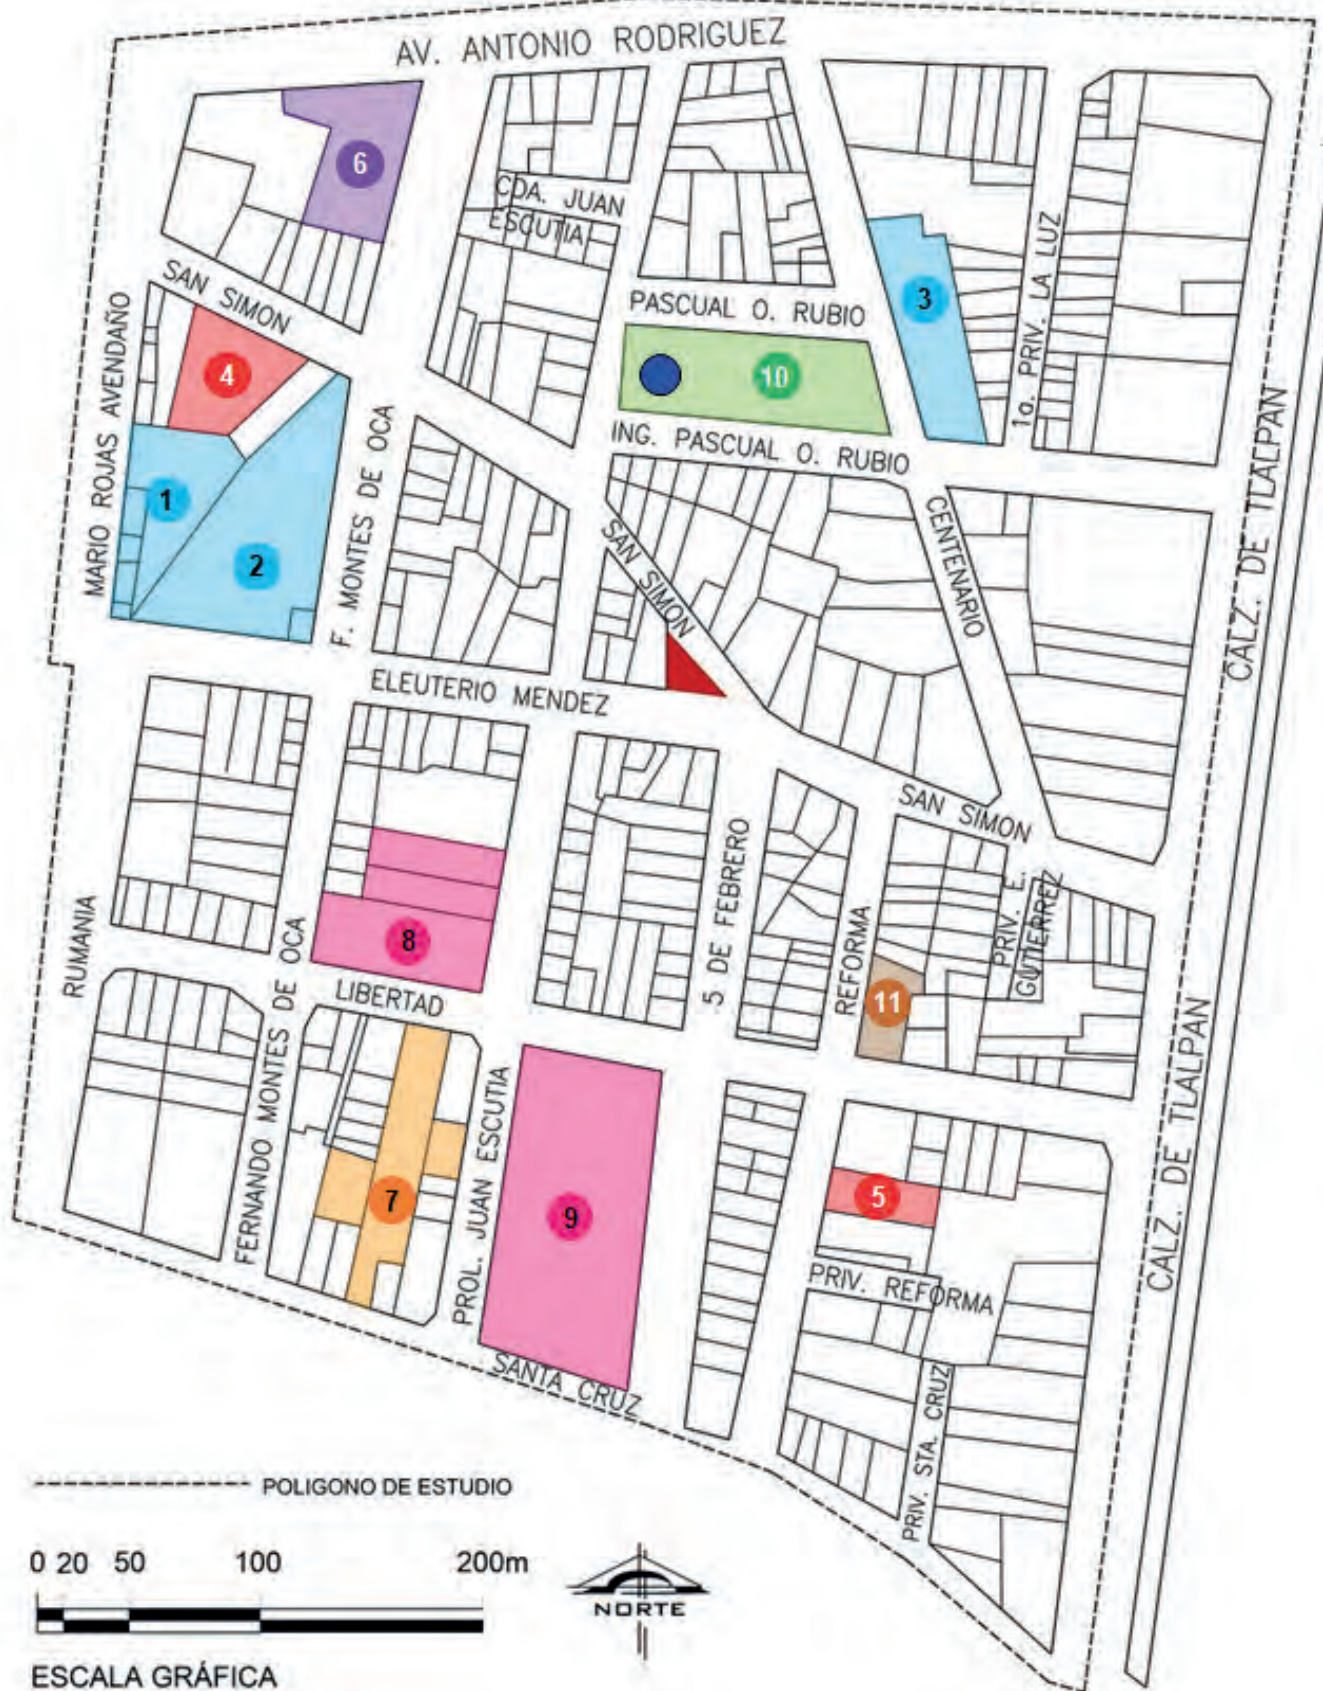 AV. ANTONIO RODRIGUEZ
6
CDA. JUAN
ESCUTIA
SAN SIMON
MARIO ROJAS AVENDAÑO
4
PASCUAL O. RUBIO
3
1a. PRIV. LA LUZ
10
ING. PASCUAL O. RUBIO
F. MONTES DE OCA
1
2
SAN SIMON
CENTENARIO
CALZ. DE TLALPAN
ELEUTERIO MENDEZ
SAN SIMON
5 DE FEBRERO
PRIV. E.
GUTIERREZ
RUMANIA
8
REFORMA
11
LIBERTAD
FERNANDO MONTES DE OCA
PROL. JUAN ESCUTIA
7
9
5
CALZ. DE TLALPAN
PRIV. REFORMA
SANTA CRUZ
PRIV. STA. CRUZ
POLIGONO DE ESTUDIO
0 20 50 100 200m
NORTE
ESCALA GRÁFICA